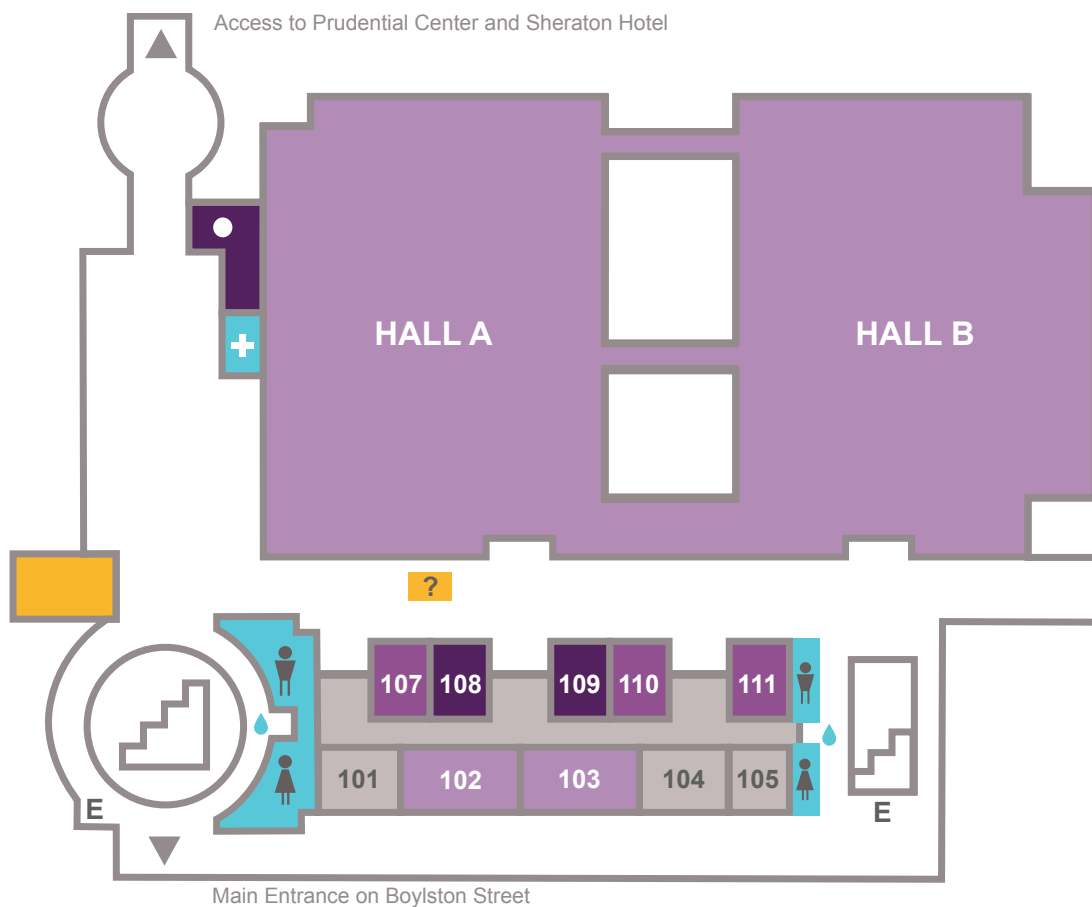 Access to Prudential Center and Sheraton Hotel
HALL A
HALL B
?
107
108
109
110
111
101
102
103
104
105
E
E
Main Entrance on Boylston Street